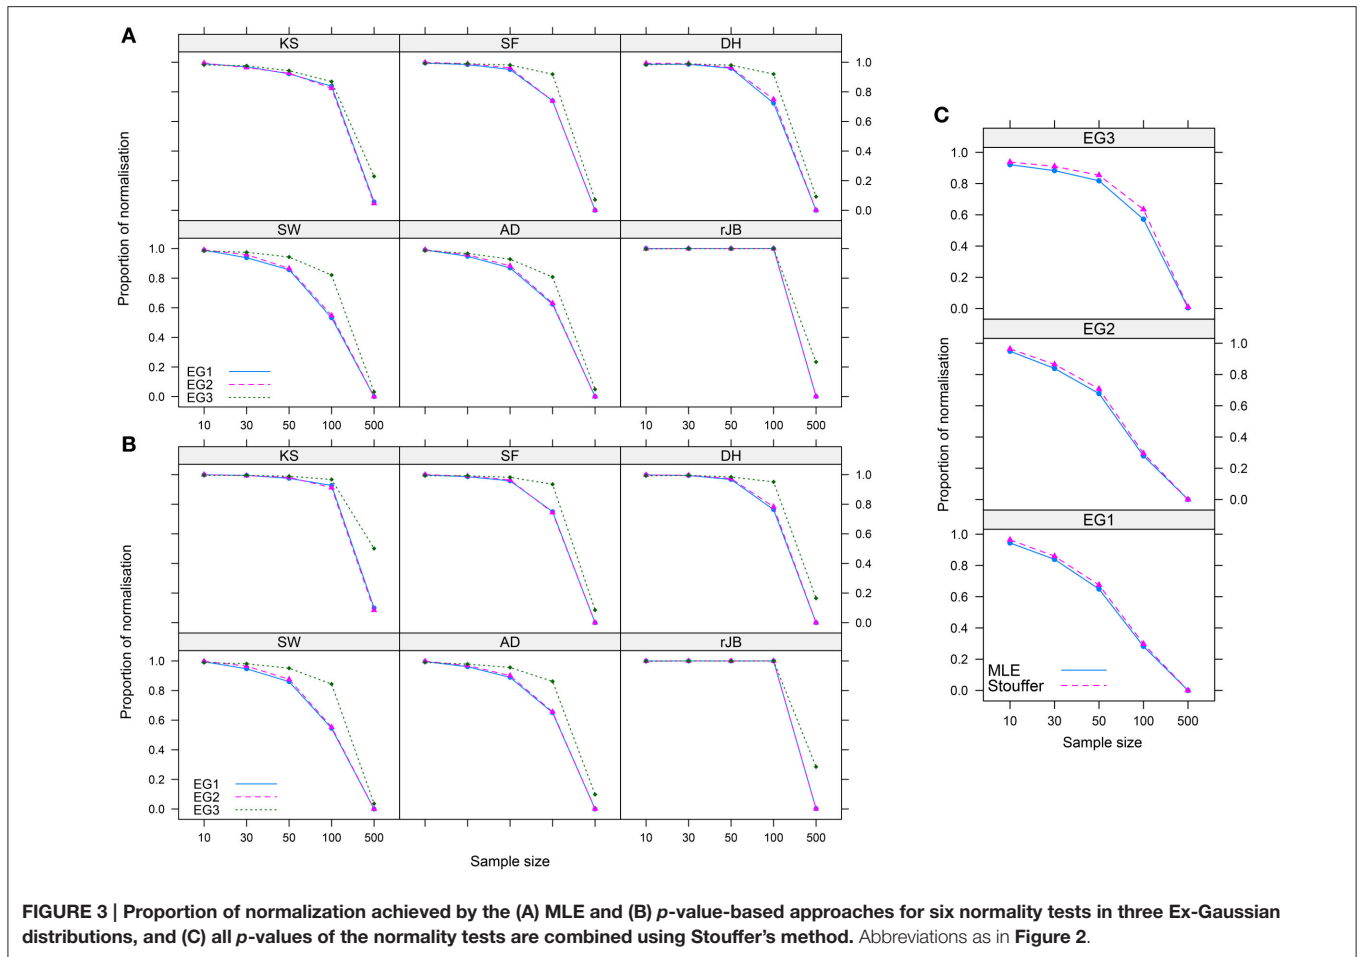 A
KS SF DH
1.0
0.8
0.6
0.4
0.2
0.0
SW AD rJB
1.0
0.8
0.6
0.4
0.2
0.0
Proportion of normalisation
EG1
EG2
EG3
10 30 50 100 500
10 30 50 100 500
B
KS SF DH
1.0
0.8
0.6
0.4
0.2
0.0
SW AD rJB
1.0
0.8
0.6
0.4
0.2
0.0
Proportion of normalisation
EG1
EG2
EG3
10 30 50 100 500
10 30 50 100 500
Sample size
C
EG3
1.0
0.8
0.6
0.4
0.2
0.0
EG2
1.0
0.8
0.6
0.4
0.2
0.0
EG1
1.0
0.8
0.6
0.4
0.2
0.0
Proportion of normalisation
MLE
Stouffer
10 30 50 100 500
Sample size
FIGURE 3 | Proportion of normalization achieved by the (A) MLE and (B) p-value-based approaches for six normality tests in three Ex-Gaussian
distributions, and (C) all p-values of the normality tests are combined using Stouffer's method. Abbreviations as in Figure 2.